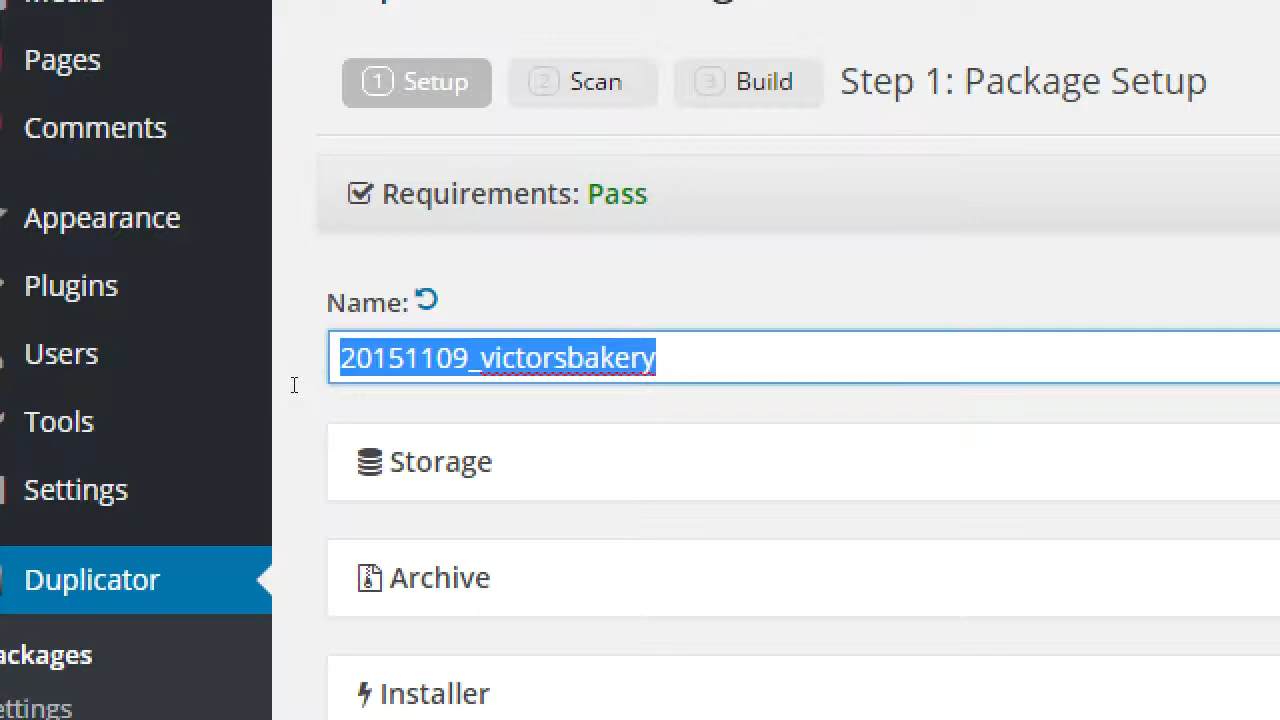 Pages
Comments
Appearance
Plugins
Users
Tools
Settings
Duplicator
ackages
ettings
1 Setup
2 Scan
3 Build
Step 1: Package Setup
Requirements: Pass
Name:
20151109_victorsbakery
Storage
Archive
Installer